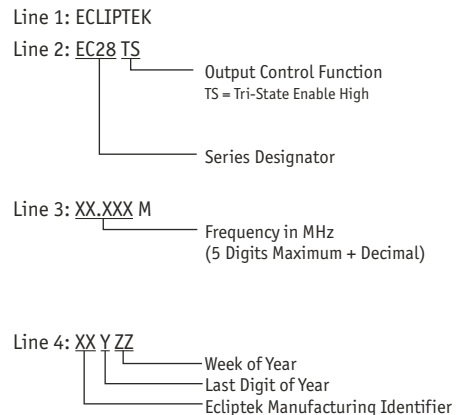 Line 1: ECLIPTEK
Line 2: EC28 TS
Output Control Function
TS = Tri-State Enable High
Series Designator
Line 3: XX.XXX M
Frequency in MHz
(5 Digits Maximum + Decimal)
Line 4: XX Y ZZ
Week of Year
Last Digit of Year
Ecliptek Manufacturing Identifier